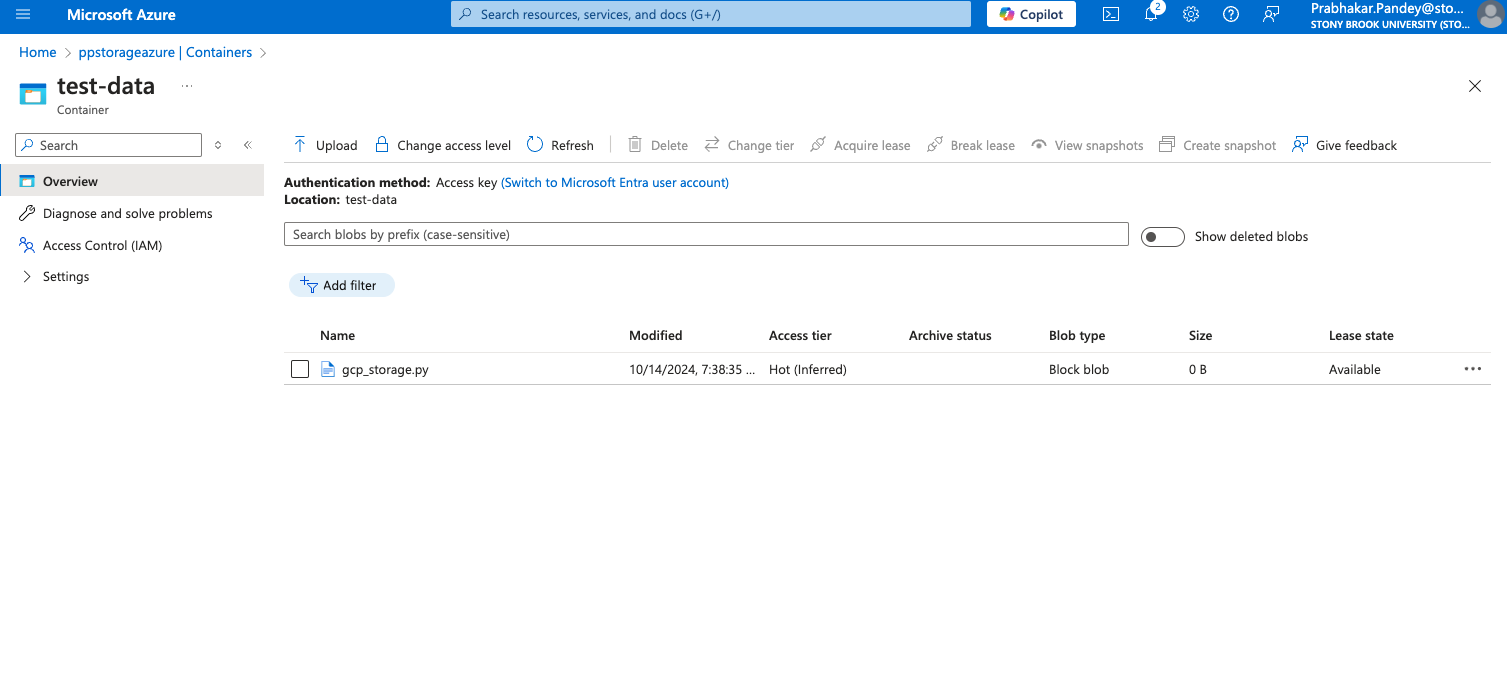 Microsoft Azure
Search resources, services, and docs (G+/)
Copilot
2
Prabhakar.Pandey@sto...
STONY BROOK UNIVERSITY (STO...
Home > ppstorageazure | Containers >
test-data ...
Container
Search
Upload Change access level Refresh Delete Change tier Acquire lease Break lease View snapshots Create snapshot Give feedback
Overview
Diagnose and solve problems
Access Control (IAM)
Settings
Authentication method: Access key (Switch to Microsoft Entra user account)
Location: test-data
Search blobs by prefix (case-sensitive)
Show deleted blobs
Add filter
Name Modified Access tier Archive status Blob type Size Lease state
gcp_storage.py 10/14/2024, 7:38:35 ... Hot (Inferred) Block blob 0 B Available ...